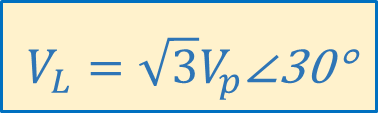 V_L = √3V_p∠30°